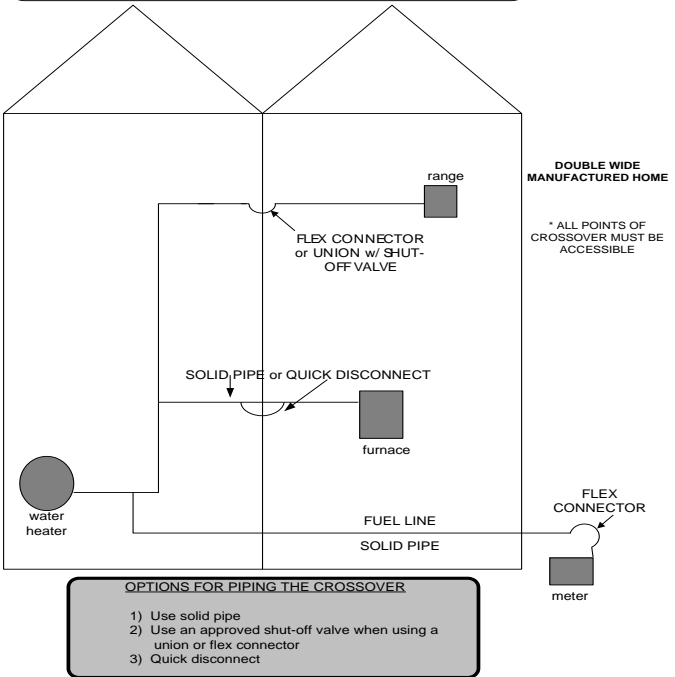 range
DOUBLE WIDE
MANUFACTURED HOME
* ALL POINTS OF
CROSSOVER MUST BE
ACCESSIBLE
FLEX CONNECTOR
or UNION w/ SHUT-
OFF VALVE
SOLID PIPE or QUICK DISCONNECT
furnace
water
heater
FLEX
CONNECTOR
FUEL LINE
SOLID PIPE
meter
OPTIONS FOR PIPING THE CROSSOVER
1) Use solid pipe
2) Use an approved shut-off valve when using a
union or flex connector
3) Quick disconnect